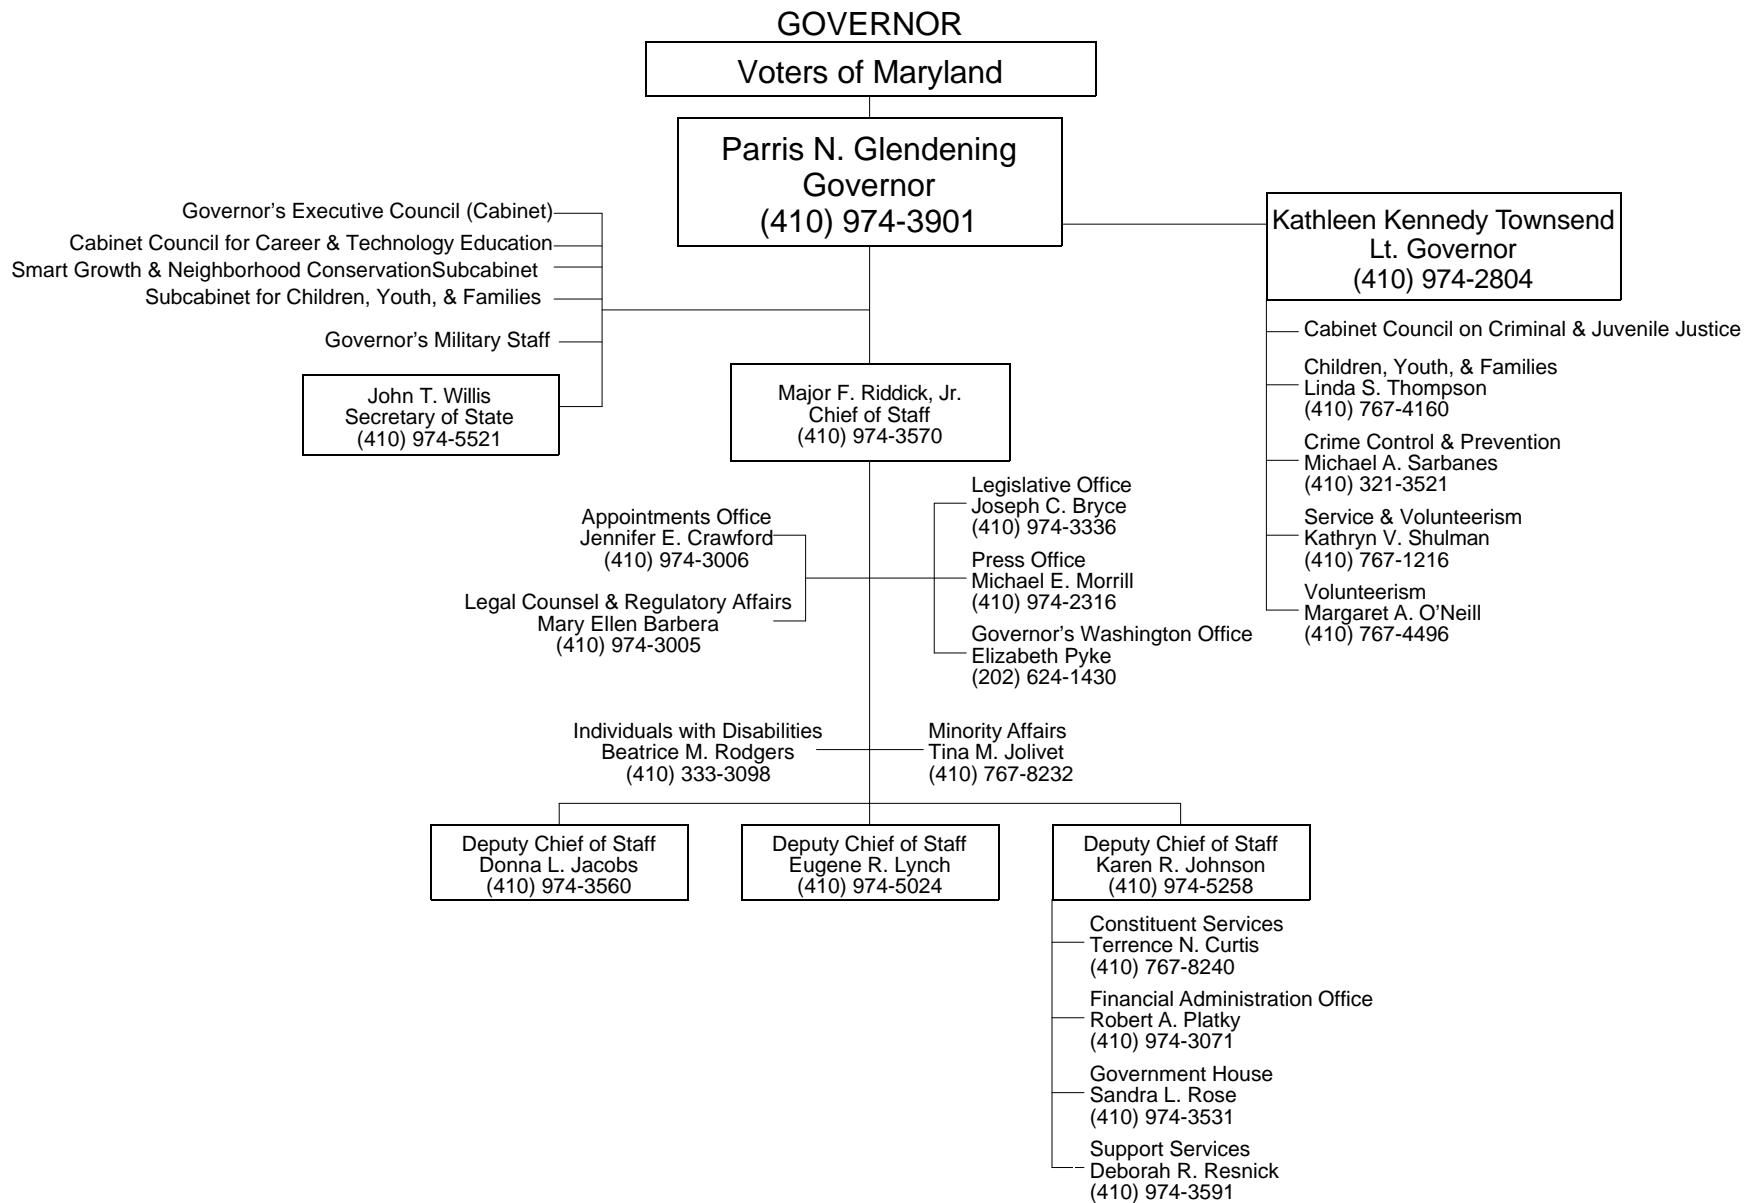 GOVERNOR
Voters of Maryland
Parris N. Glendening
Governor
(410) 974-3901
Kathleen Kennedy Townsend
Lt. Governor
(410) 974-2804
Governor’s Executive Council (Cabinet)
Cabinet Council for Career & Technology Education
Smart Growth & Neighborhood ConservationSubcabinet
Subcabinet for Children, Youth, & Families
Governor’s Military Staff
John T. Willis
Secretary of State
(410) 974-5521
Major F. Riddick, Jr.
Chief of Staff
(410) 974-3570
Cabinet Council on Criminal & Juvenile Justice
Children, Youth, & Families
Linda S. Thompson
(410) 767-4160
Crime Control & Prevention
Michael A. Sarbanes
(410) 321-3521
Service & Volunteerism
Kathryn V. Shulman
(410) 767-1216
Volunteerism
Margaret A. O’Neill
(410) 767-4496
Appointments Office
Jennifer E. Crawford
(410) 974-3006
Legal Counsel & Regulatory Affairs
Mary Ellen Barbera
(410) 974-3005
Legislative Office
Joseph C. Bryce
(410) 974-3336
Press Office
Michael E. Morrill
(410) 974-2316
Governor’s Washington Office
Elizabeth Pyke
(202) 624-1430
Individuals with Disabilities
Beatrice M. Rodgers
(410) 333-3098
Minority Affairs
Tina M. Jolivet
(410) 767-8232
Deputy Chief of Staff
Donna L. Jacobs
(410) 974-3560
Deputy Chief of Staff
Eugene R. Lynch
(410) 974-5024
Deputy Chief of Staff
Karen R. Johnson
(410) 974-5258
Constituent Services
Terrence N. Curtis
(410) 767-8240
Financial Administration Office
Robert A. Platky
(410) 974-3071
Government House
Sandra L. Rose
(410) 974-3531
Support Services
Deborah R. Resnick
(410) 974-3591